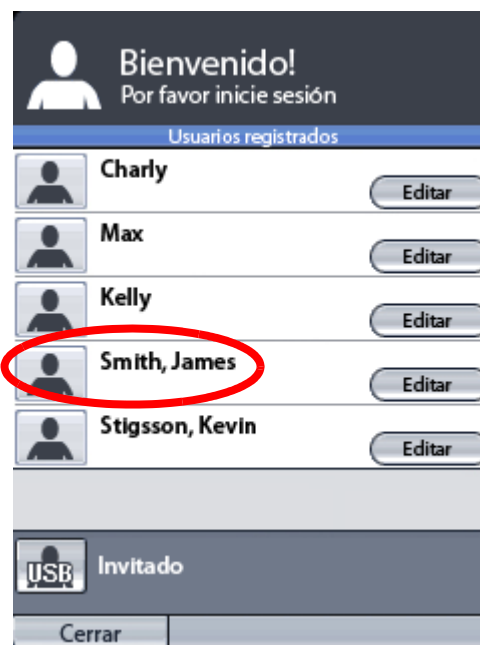 Bienvenido!
Por favor inicie sesión
Usuarios registrados
Charly
Editar
Max
Editar
Kelly
Editar
Smith, James
Editar
Stigsson, Kevin
Editar
USB
Invitado
Cerrar